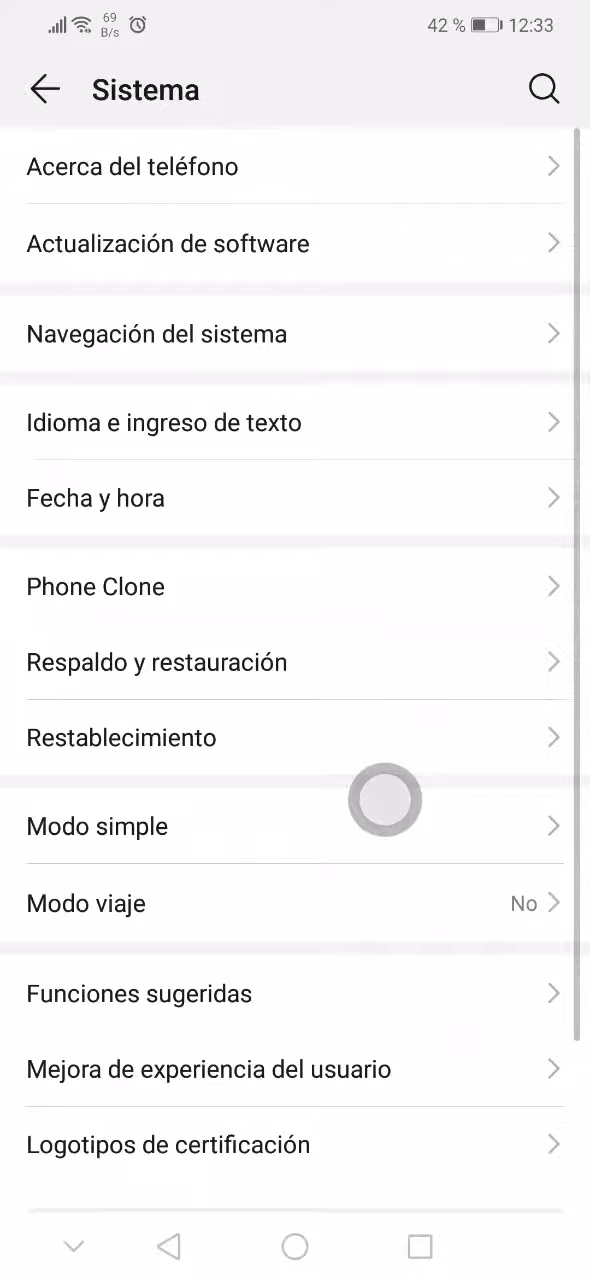 69
B/s
42 %
12:33
Sistema
Acerca del teléfono
Actualización de software
Navegación del sistema
Idioma e ingreso de texto
Fecha y hora
Phone Clone
Respaldo y restauración
Restablecimiento
Modo simple
Modo viaje
No
Funciones sugeridas
Mejora de experiencia del usuario
Logotipos de certificación